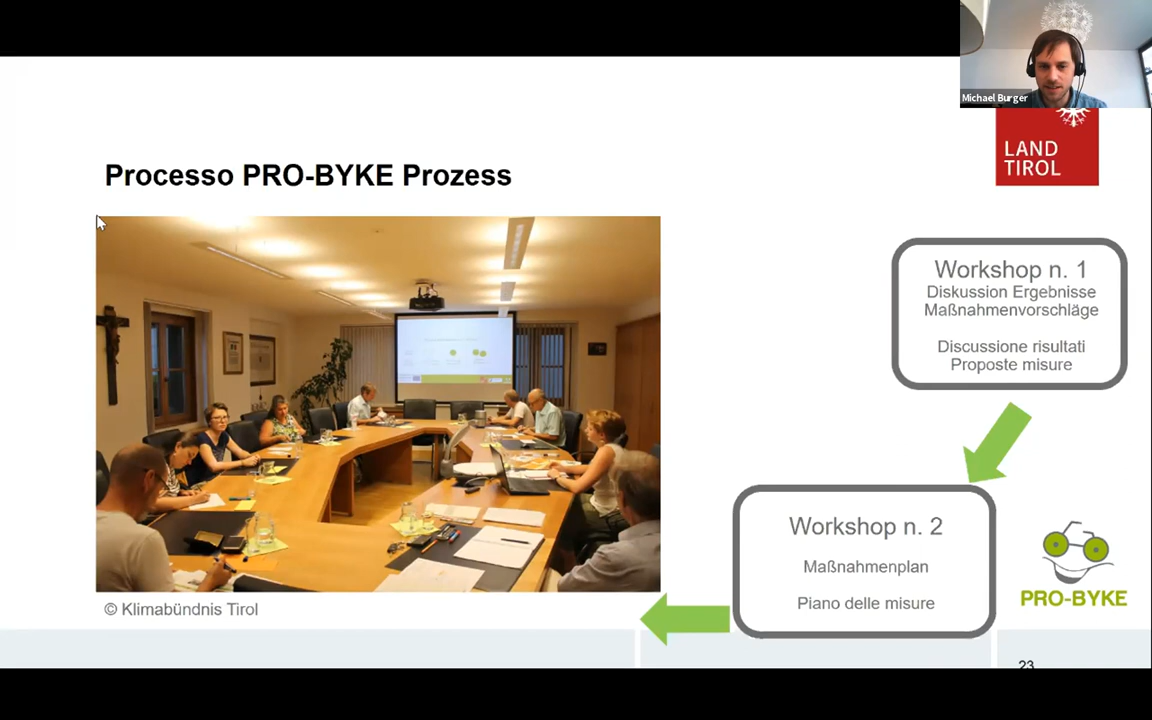 Michael Burger
LAND
TIROL
Processo PRO-BYKE Prozess
Workshop n. 1
Diskussion Ergebnisse
Maßnahmenvorschläge
Discussione risultati
Proposte misure
Workshop n. 2
Maßnahmenplan
Piano delle misure
PRO-BYKE
© Klimabündnis Tirol
23